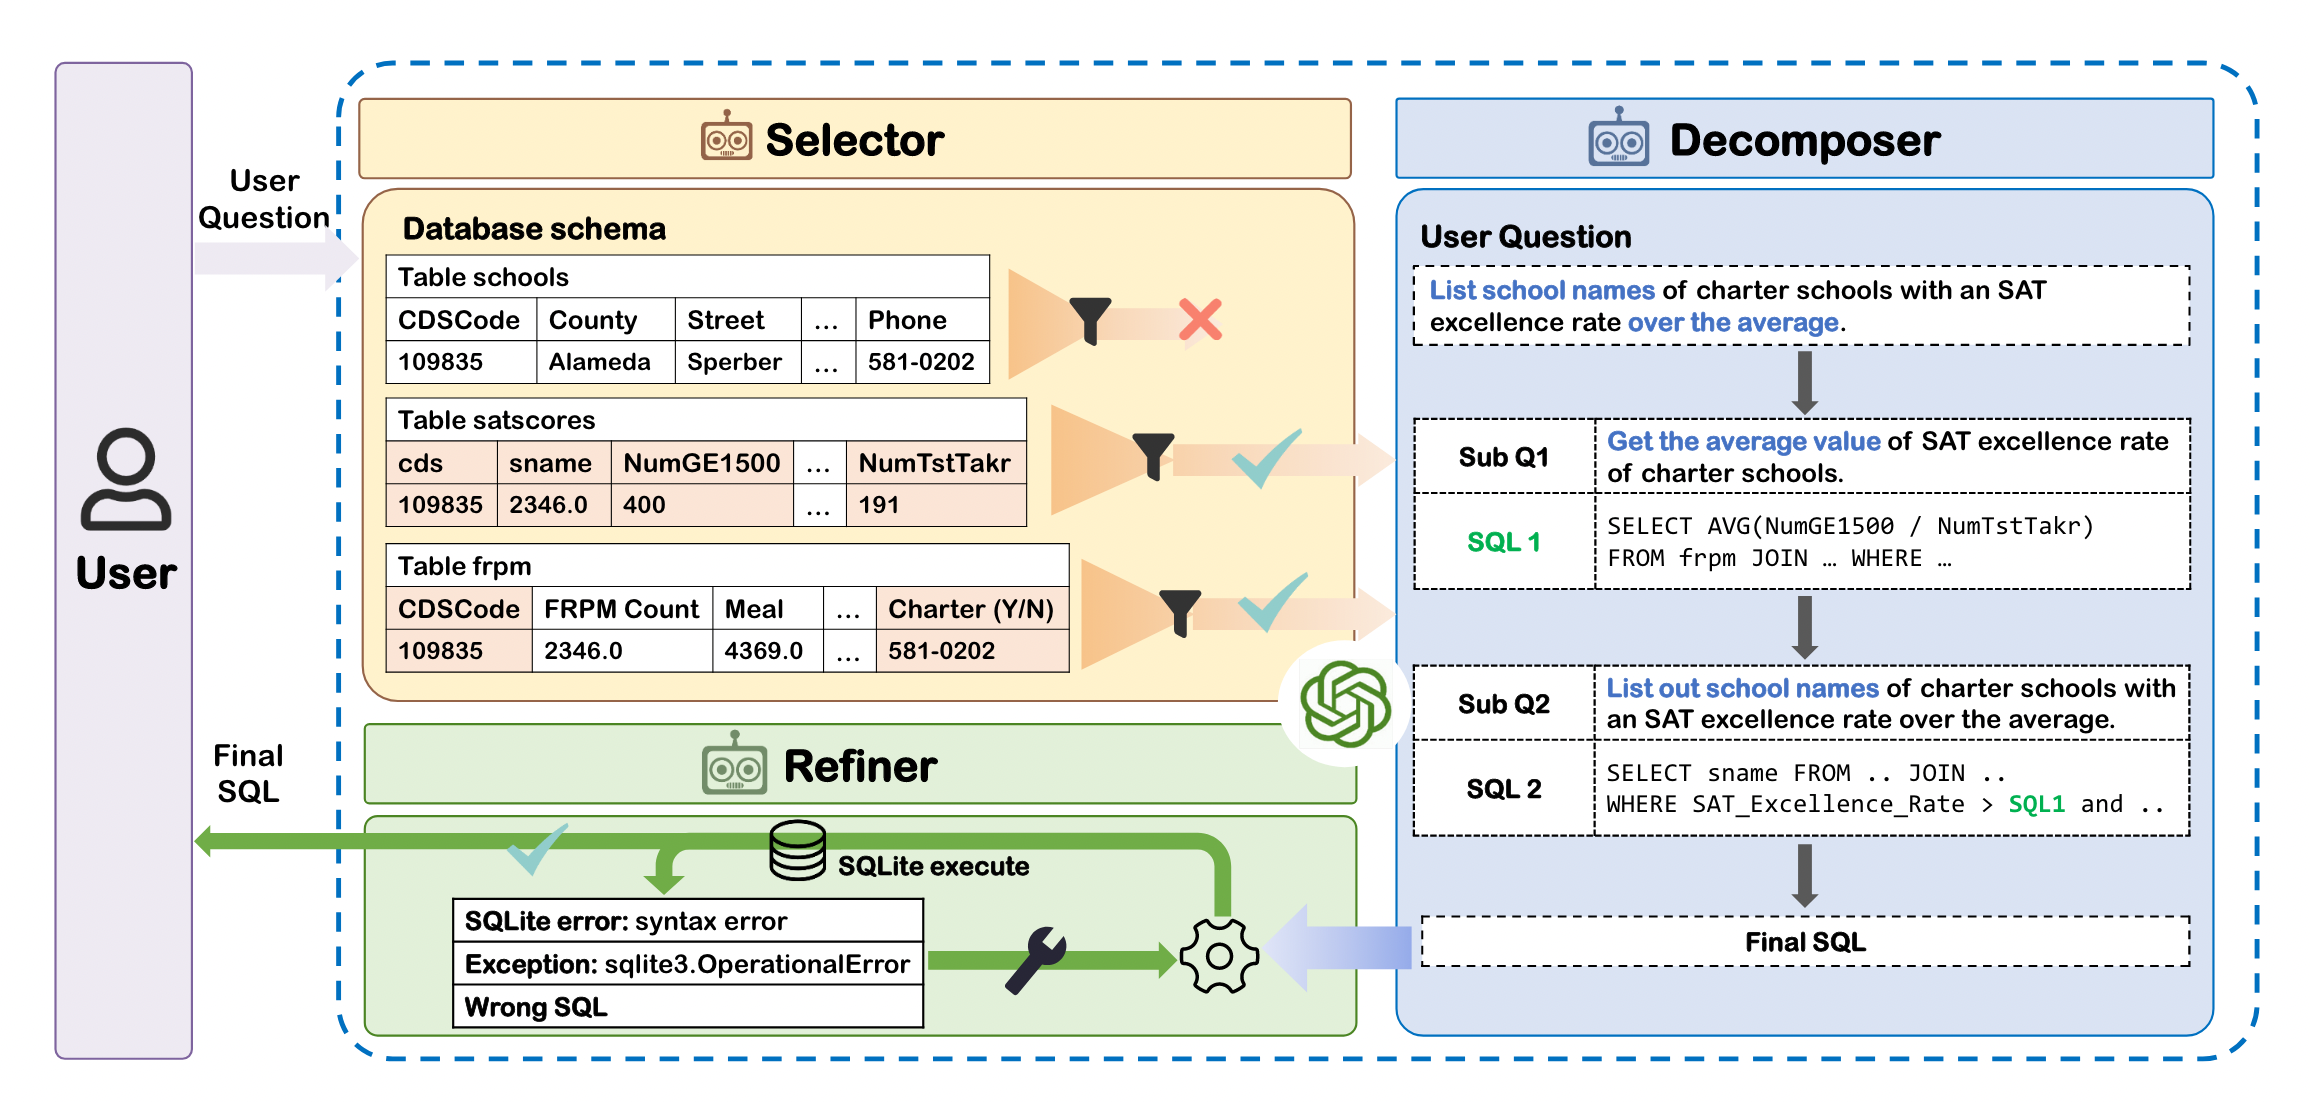 User
User
Question
Final
SQL
Selector
Database schema
Table schools
CDSCode County Street ... Phone
109835 Alameda Sperber ... 581-0202
Table satscores
cds sname NumGE1500 ... NumTstTakr
109835 2346.0 400 ... 191
Table frpm
CDSCode FRPM Count Meal ... Charter (Y/N)
109835 2346.0 4369.0 ... 581-0202
Refiner
SQLite execute
SQLite error: syntax error
Exception: sqlite3.OperationalError
Wrong SQL
Decomposer
User Question
List school names of charter schools with an SAT
excellence rate over the average.
Sub Q1
Get the average value of SAT excellence rate
of charter schools.
SQL 1
SELECT AVG(NumGE1500 / NumTstTakr)
FROM frpm JOIN … WHERE …
Sub Q2
List out school names of charter schools with
an SAT excellence rate over the average.
SQL 2
SELECT sname FROM .. JOIN ..
WHERE SAT_Excellence_Rate > SQL1 and ..
Final SQL